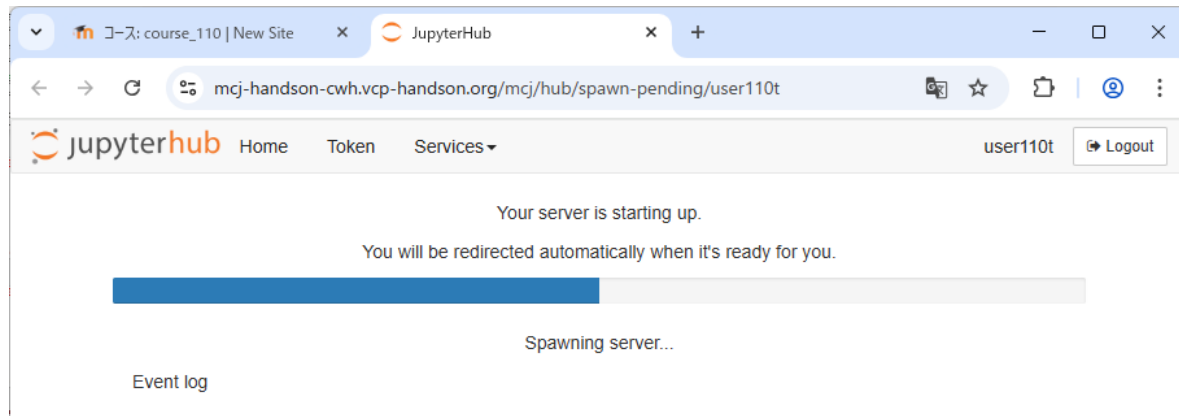 コース: course_110 | New Site
JupyterHub
mcj-handson-cwh.vcp-handson.org/mcj/hub/spawn-pending/user110t
jupyterhub Home Token Services user110t Logout
Your server is starting up.
You will be redirected automatically when it's ready for you.
Spawning server...
Event log